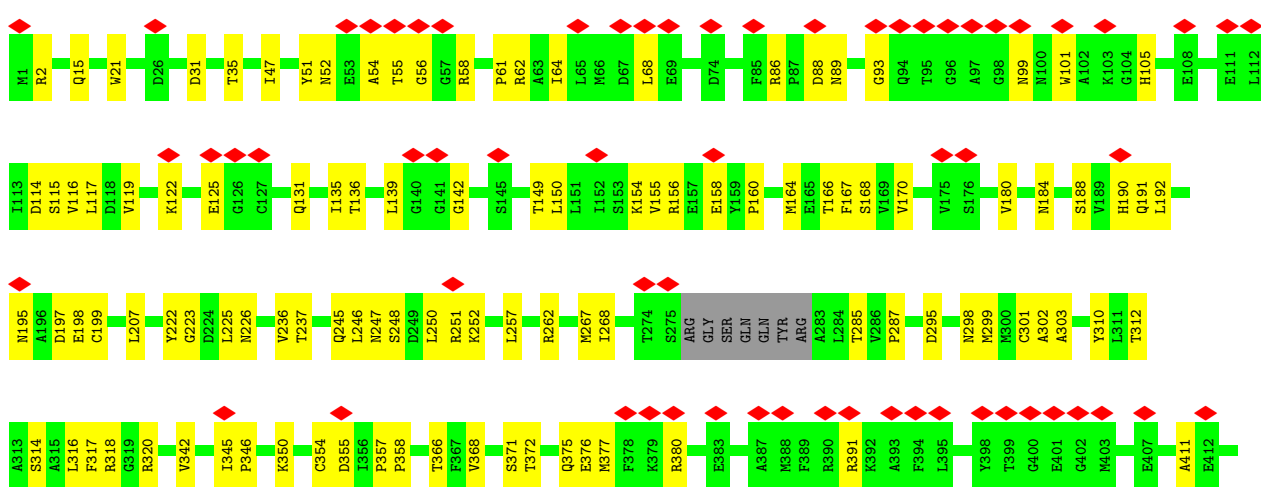 M1 R2 Q15 W21 D26 D31 T35 I47 Y51 N52 E53 A54 T55 G56 G57 R58 P61 R62 A63 I64 L65 M66 D67 L68 E69 D74 F85 R86 P87 D88 N89 G93 Q94 T95 G96 A97 G98 N99 N100 W101 A102 K103 G104 H105 E108 E111 L112
I113 D114 S115 V116 L117 D118 V119 K122 E125 G126 C127 Q131 I135 T136 L139 G140 G141 G142 S145 T149 L150 L151 I152 S153 K154 V155 R156 E157 E158 Y159 P160 M164 E165 T166 F167 S168 V169 V170 V175 S176 V180 N184 S188 V189 H190 Q191 L192
N195 A196 D197 E198 C199 L207 Y222 G223 D224 L225 N226 V236 T237 Q245 L246 N247 S248 D249 L250 R251 K252 L257 R262 M267 I268 T274 S275 ARG GLY SER GLN GLN TYR ARG A283 L284 T285 V286 P287 D295 N298 M299 M300 C301 A302 A303 Y310 L311 T312
A313 S314 A315 L316 F317 R318 G319 R320 V342 I345 P346 K350 C354 D355 I356 P357 P358 T366 F367 V368 S371 T372 Q375 E376 M377 F378 K379 R380 E383 A387 M388 F389 R390 R391 K392 A393 F394 L395 Y398 T399 G400 E401 G402 M403 E407 A411 E412